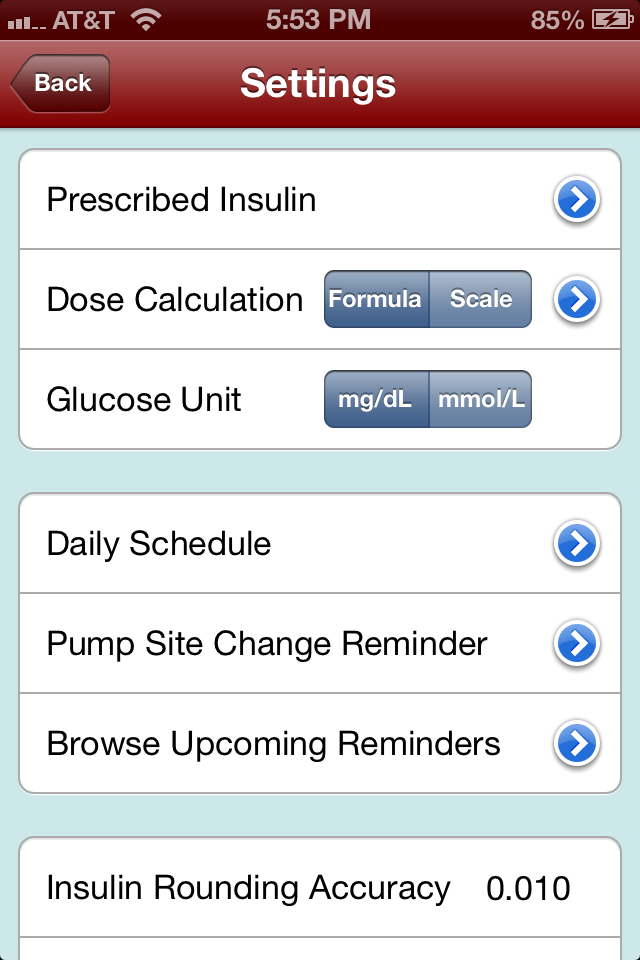 AT&T 5:53 PM 85%
Back Settings
Prescribed Insulin
Dose Calculation Formula Scale
Glucose Unit mg/dL mmol/L
Daily Schedule
Pump Site Change Reminder
Browse Upcoming Reminders
Insulin Rounding Accuracy 0.010